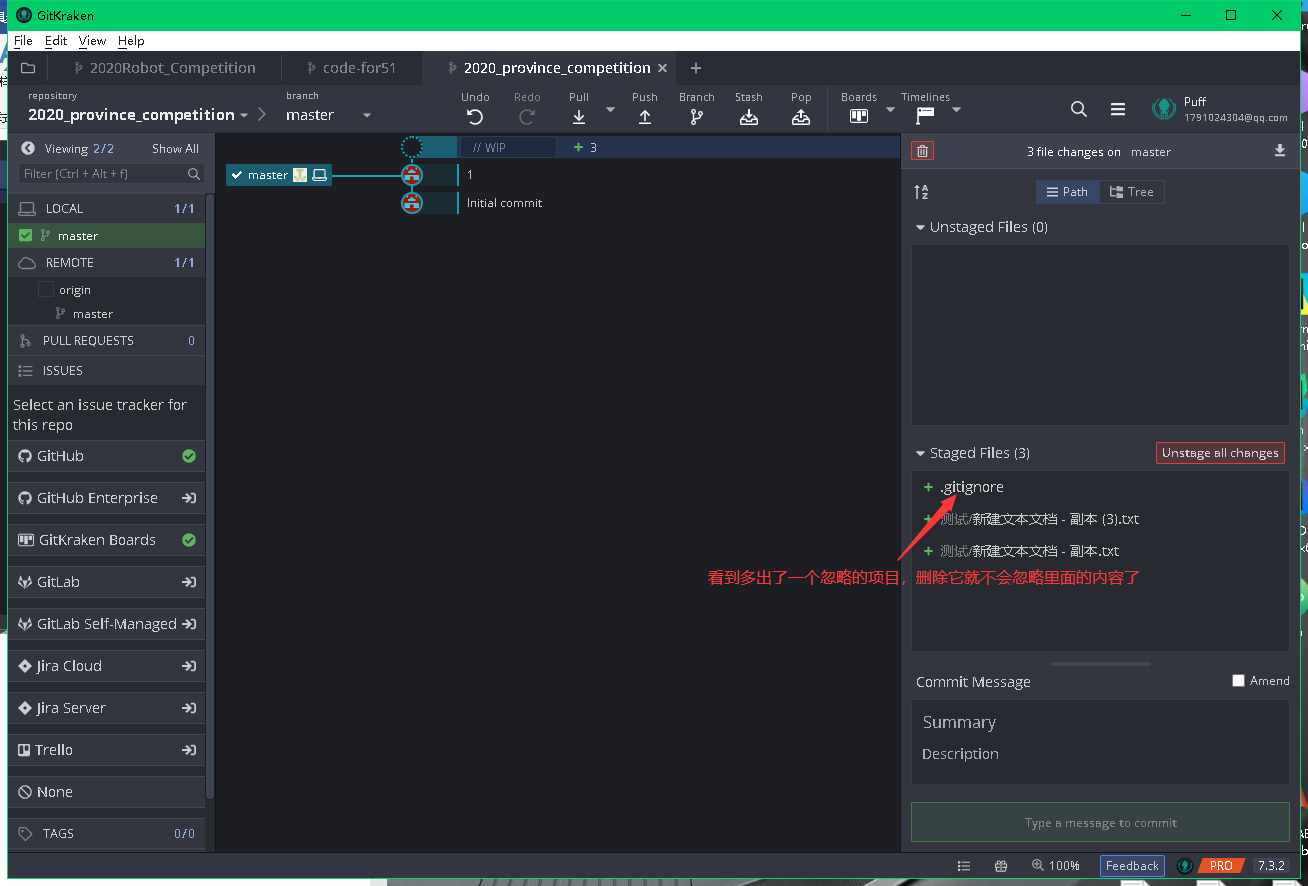 GitKraken
File Edit View Help
2020Robot_Competition
code-for51
2020_province_competition
repository
2020_province_competition
branch
master
Undo
Redo
Pull
Push
Branch
Stash
Pop
Boards
Timelines
Puff
1791024304@qq.com
Viewing 2/2
Show All
Filter (Ctrl + Alt + f)
LOCAL 1/1
master
REMOTE 1/1
origin
master
PULL REQUESTS 0
ISSUES
Select an issue tracker for
this repo
GitHub
GitHub Enterprise
GitKraken Boards
GitLab
GitLab Self-Managed
Jira Cloud
Jira Server
Trello
None
TAGS 0/0
// WIP
3
master
1
Initial commit
3 file changes on master
Path
Tree
Unstaged Files (0)
Staged Files (3)
Unstage all changes
.gitignore
测试/新建文本文档 - 副本 (3).txt
测试/新建文本文档 - 副本.txt
看到多出了一个忽略的项目，删除它就不会忽略里面的内容了
Commit Message
Amend
Summary
Description
Type a message to commit
100%
Feedback
PRO
7.3.2